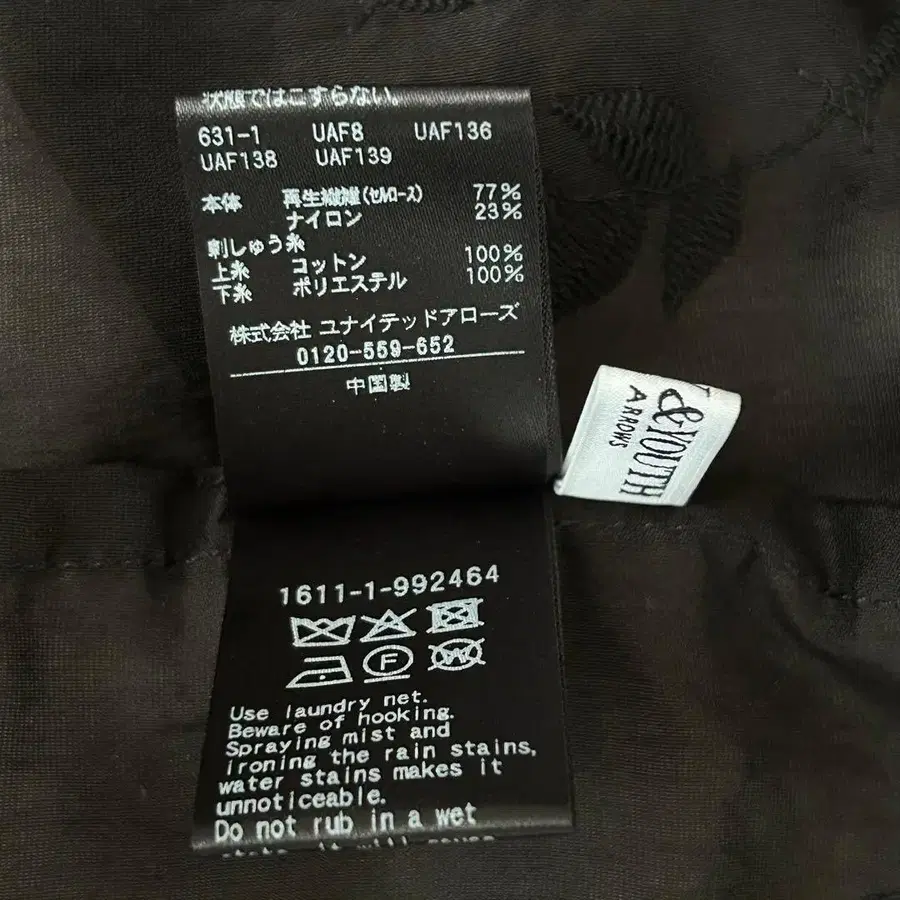 状態ではこすらない。
631-1 UAF8 UAF136
UAF138 UAF139
本体 再生繊維(セルロース) 77%
ナイロン 23%
刺しゅう糸
上糸 コットン 100%
下糸 ポリエステル 100%
株式会社 ユナイテッドアローズ
0120-559-652
中国製
&YOUTH
ARROWS
1611-1-992464
F
W
Use laundry net.
Beware of hooking.
Spraying mist and
ironing the rain stains,
water stains makes it
unnoticeable.
Do not rub in a wet